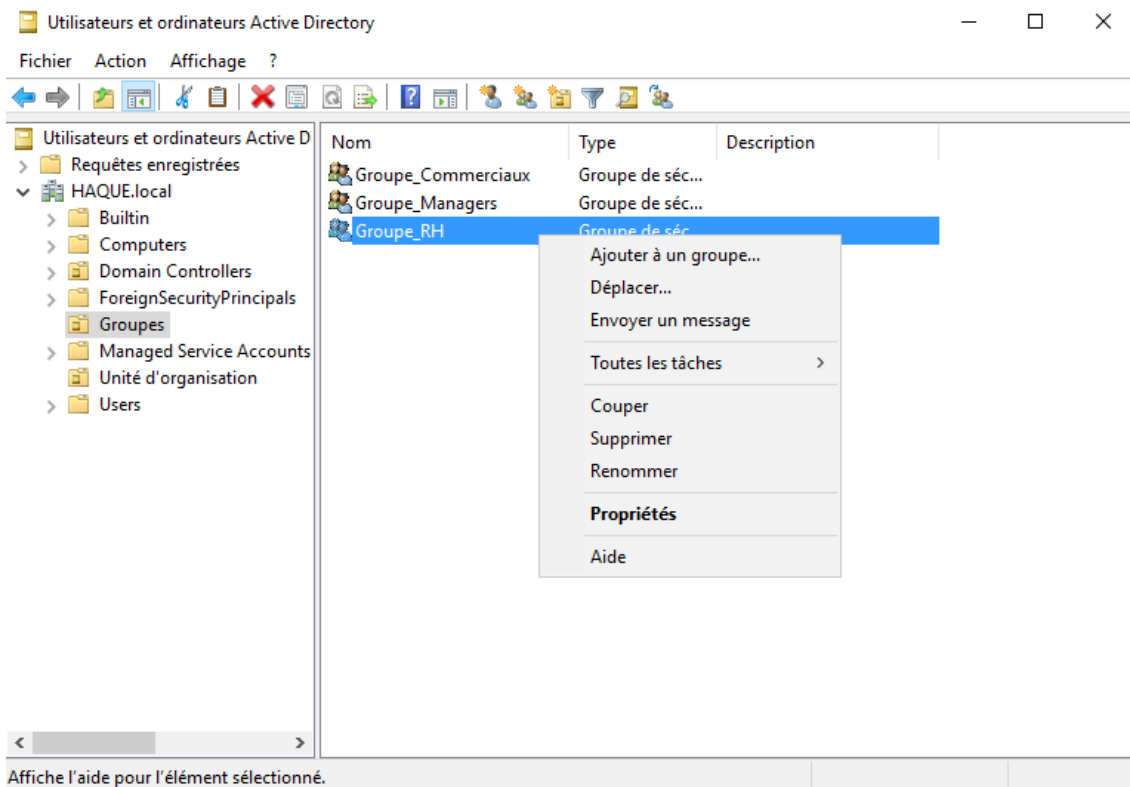 Utilisateurs et ordinateurs Active Directory
Fichier Action Affichage ?
Utilisateurs et ordinateurs Active D
Requêtes enregistrées
HAQUE.local
Builtin
Computers
Domain Controllers
ForeignSecurityPrincipals
Groupes
Managed Service Accounts
Unité d'organisation
Users
Nom Type Description
Groupe_Commerciaux Groupe de séc...
Groupe_Managers Groupe de séc...
Groupe_RH Groupe de séc...
Ajouter à un groupe...
Déplacer...
Envoyer un message
Toutes les tâches
Couper
Supprimer
Renommer
Propriétés
Aide
Affiche l'aide pour l'élément sélectionné.